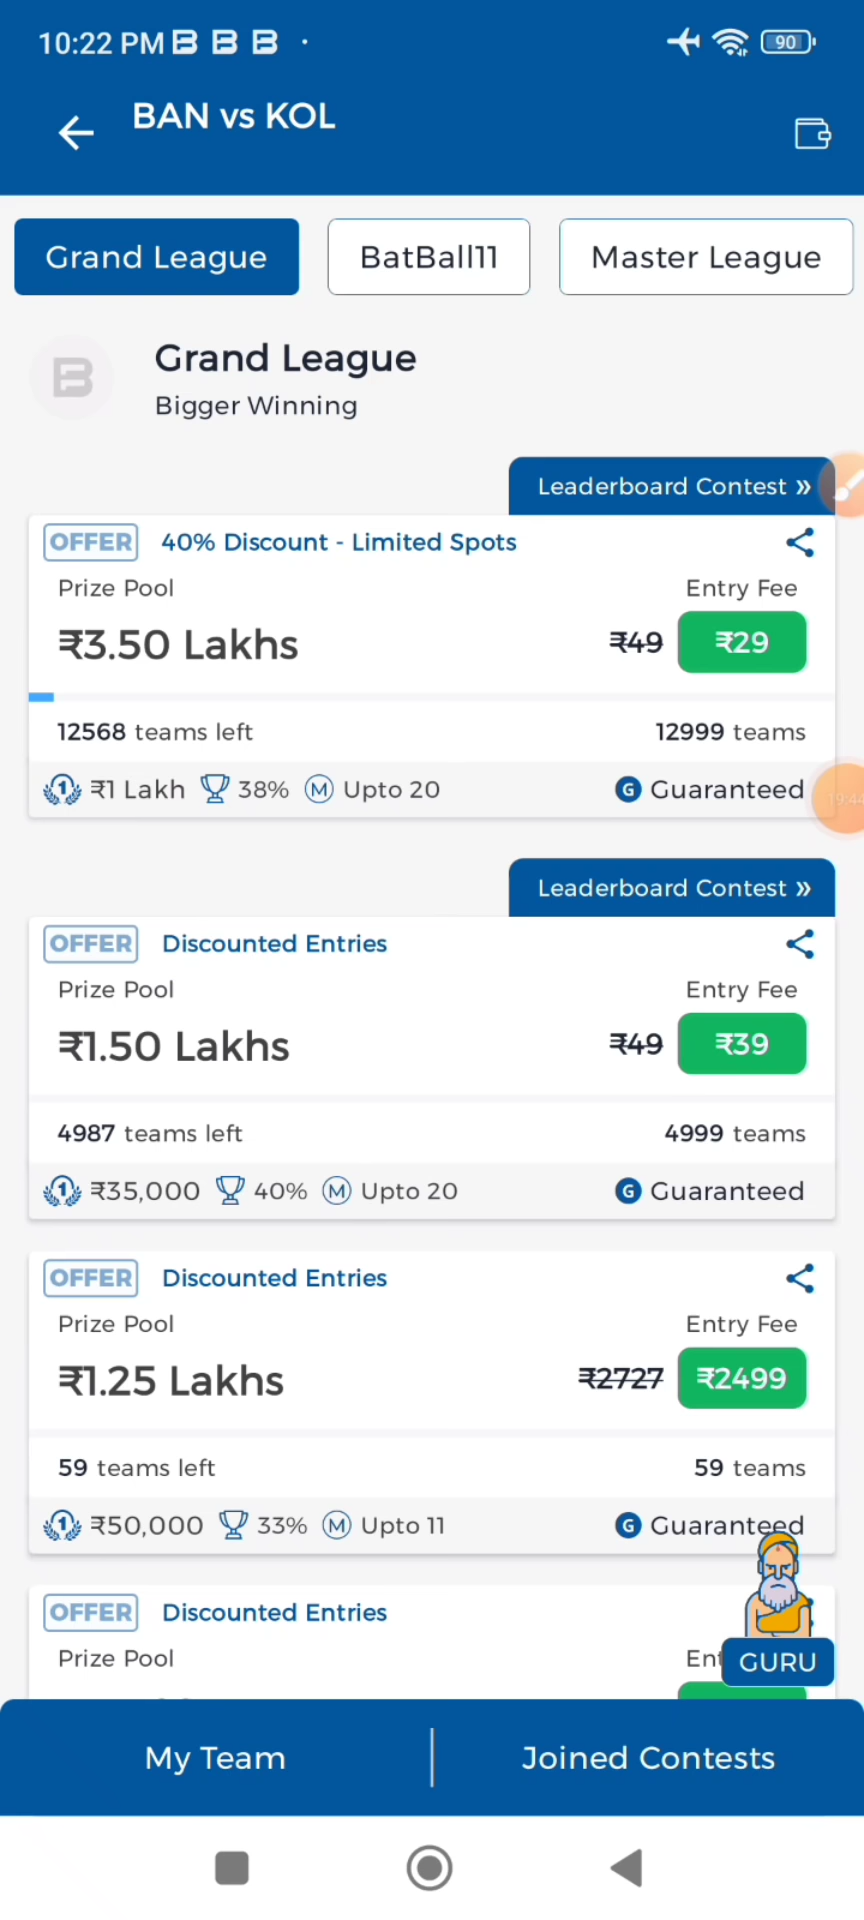 10:22 PM
90
BAN vs KOL
Grand League
BatBall11
Master League
Grand League
Bigger Winning
Leaderboard Contest »
OFFER 40% Discount - Limited Spots
Prize Pool Entry Fee
₹3.50 Lakhs ₹49 ₹29
12568 teams left 12999 teams
₹1 Lakh 38% M Upto 20 G Guaranteed
19:44
Leaderboard Contest »
OFFER Discounted Entries
Prize Pool Entry Fee
₹1.50 Lakhs ₹49 ₹39
4987 teams left 4999 teams
₹35,000 40% M Upto 20 G Guaranteed
OFFER Discounted Entries
Prize Pool Entry Fee
₹1.25 Lakhs ₹2727 ₹2499
59 teams left 59 teams
₹50,000 33% M Upto 11 G Guaranteed
OFFER Discounted Entries
Prize Pool
GURU
My Team
Joined Contests